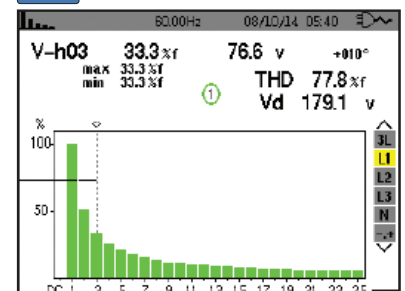 60.00Hz 08/10/14 05:40
V-h03 33.3 %f 76.6 v +010°
max 33.3 %f
min 33.3 %f
1
THD 77.8 %f
Vd 179.1 v
%
100
50
3L
L1
L2
L3
N
-.+
DC 1 3 5 7 9 11 13 15 17 19 21 23 25